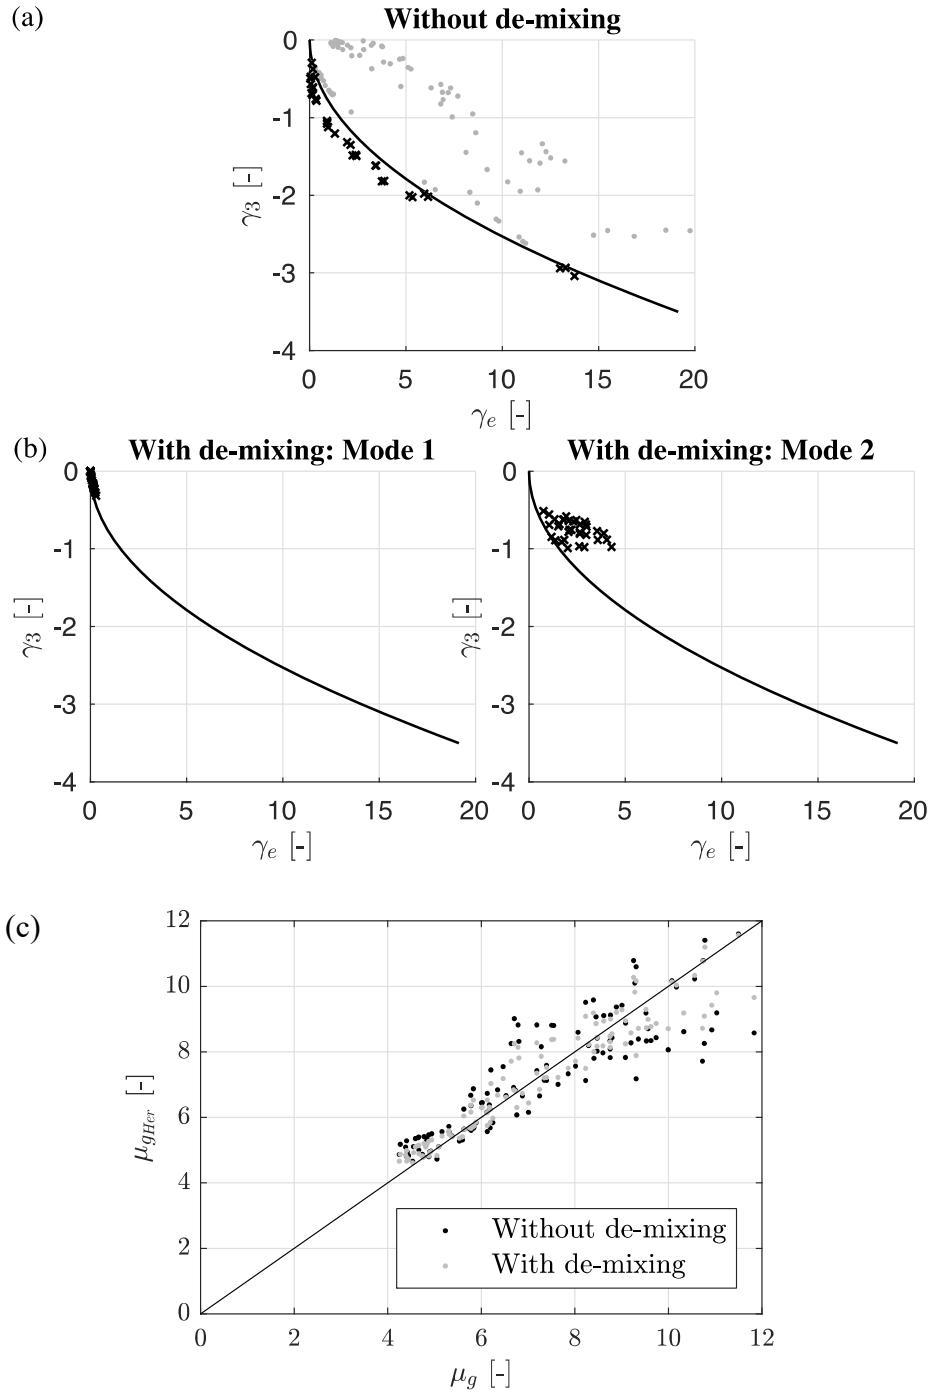 (a)
Without de-mixing
0
-1
-2
-3
-4
γ3 [-]
0 5 10 15 20
γe [-]
(b)
With de-mixing: Mode 1
0
-1
-2
-3
-4
γ3 [-]
0 5 10 15 20
γe [-]
With de-mixing: Mode 2
0
-1
-2
-3
-4
γ3 [-]
0 5 10 15 20
γe [-]
(c)
12
10
8
6
4
2
0
μgHer [-]
Without de-mixing
With de-mixing
0 2 4 6 8 10 12
μg [-]